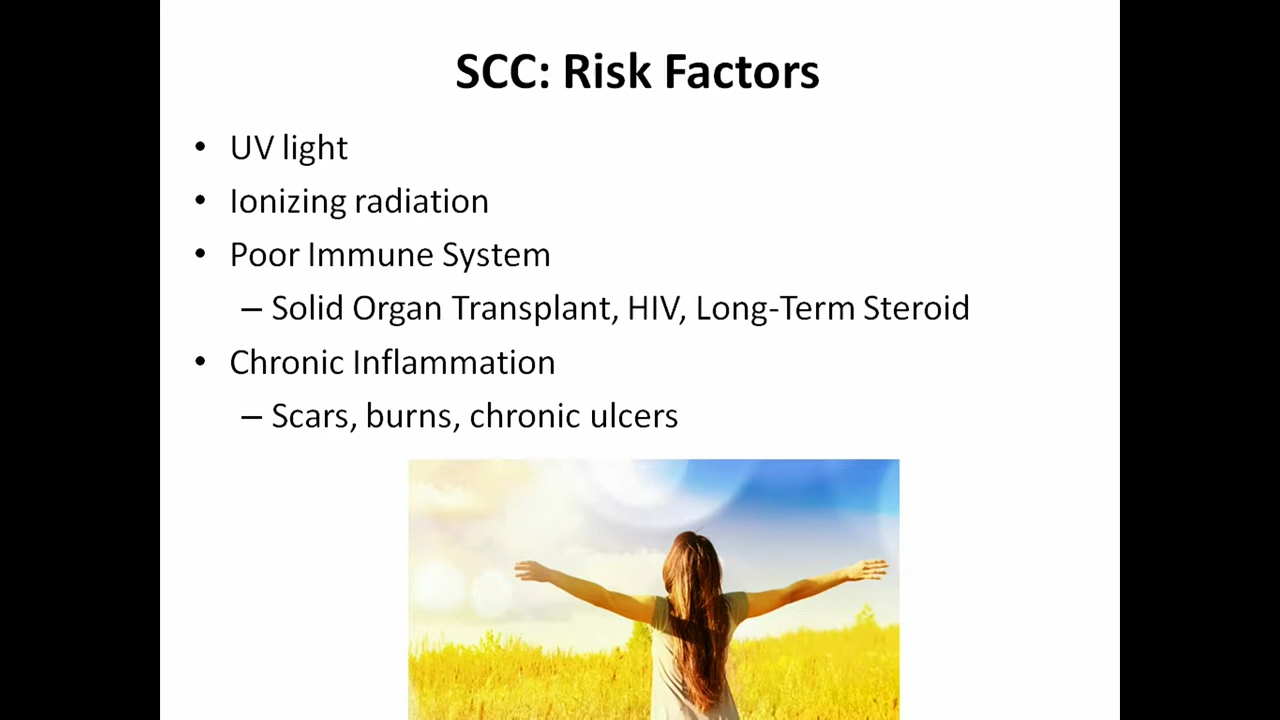 SCC: Risk Factors
• UV light
• Ionizing radiation
• Poor Immune System
– Solid Organ Transplant, HIV, Long-Term Steroid
• Chronic Inflammation
– Scars, burns, chronic ulcers